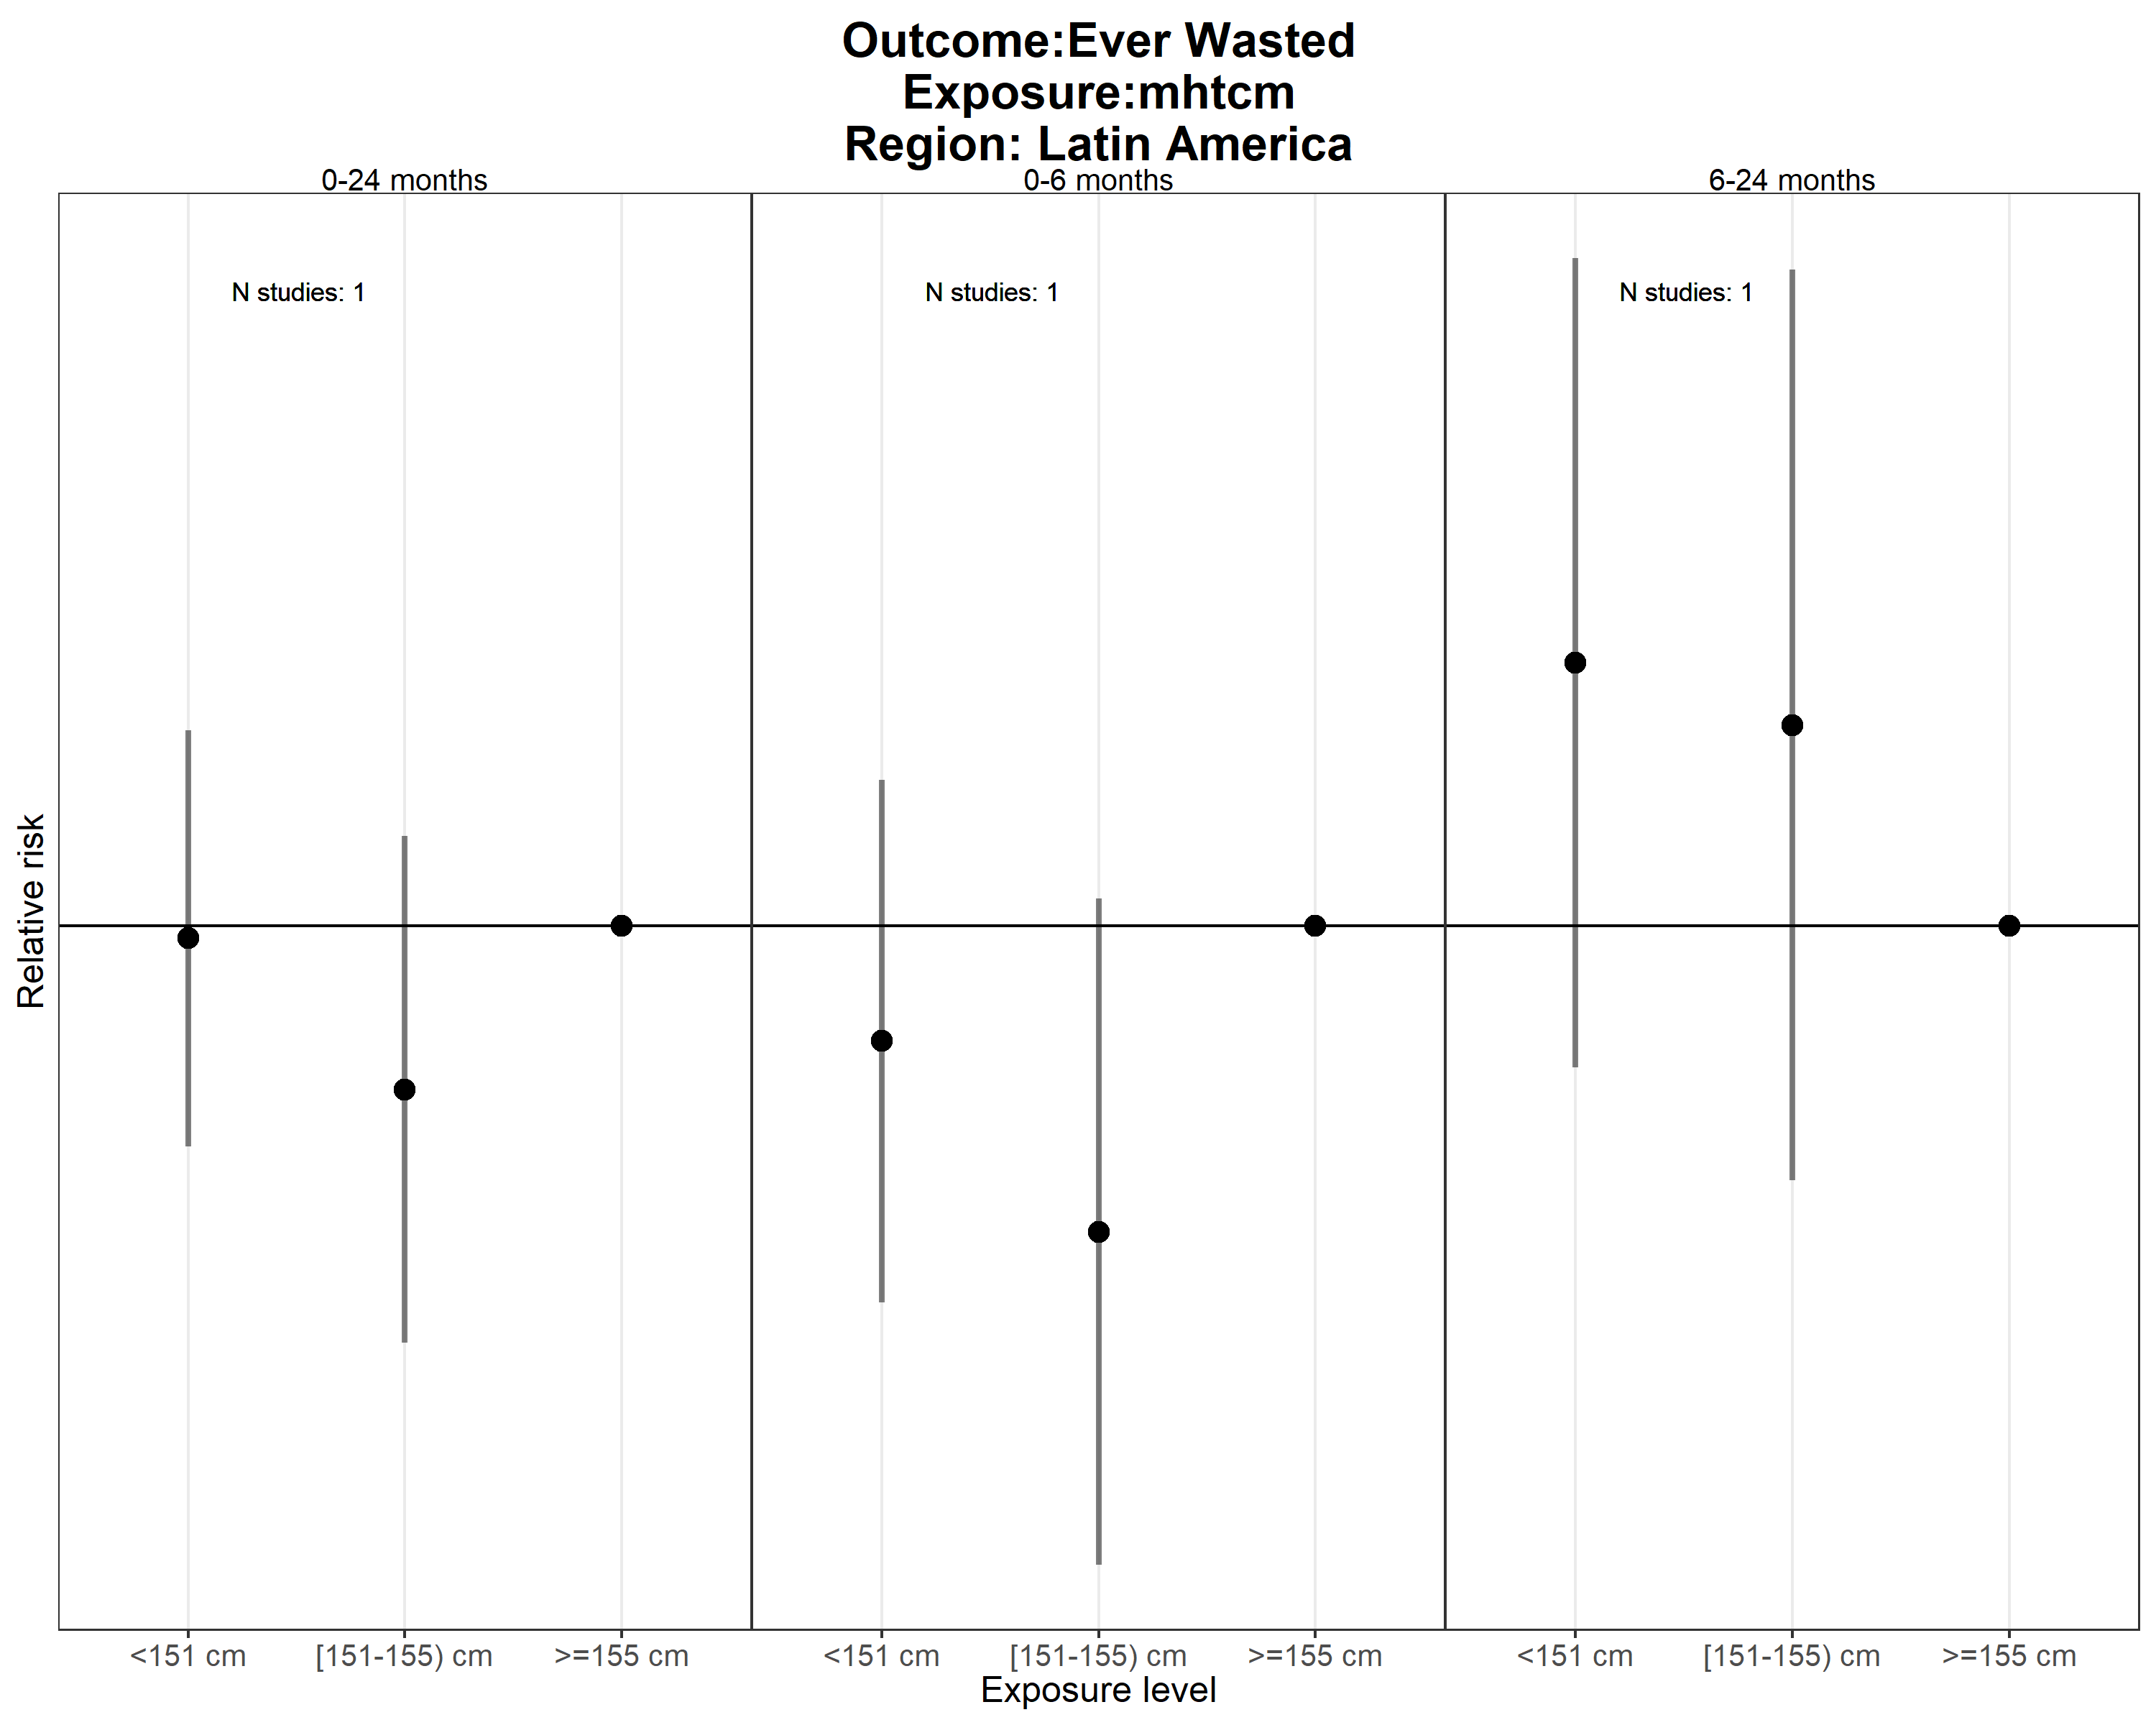 Outcome:Ever Wasted
Exposure:mhtcm
Region: Latin America
0-24 months
0-6 months
6-24 months
N studies: 1
N studies: 1
N studies: 1
Relative risk
<151 cm
[151-155) cm
>=155 cm
<151 cm
[151-155) cm
>=155 cm
<151 cm
[151-155) cm
>=155 cm
Exposure level